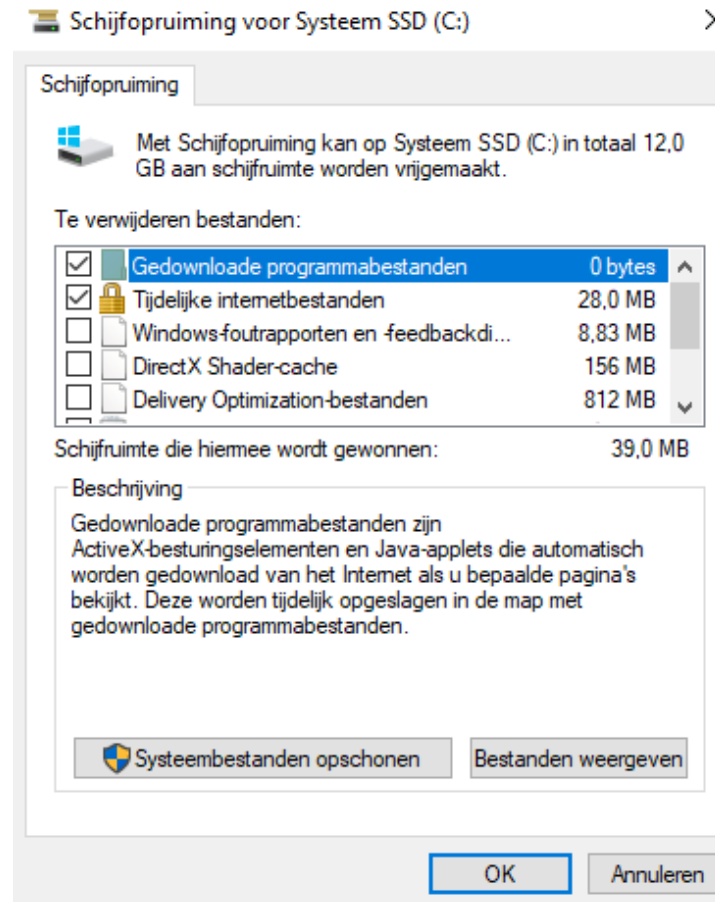 Schijfopruiming voor Systeem SSD (C:)
Schijfopruiming
Met Schijfopruiming kan op Systeem SSD (C:) in totaal 12,0
GB aan schijfruimte worden vrijgemaakt.
Te verwijderen bestanden:
Gedownloade programmabestanden 0 bytes
Tijdelijke internetbestanden 28,0 MB
Windows-foutrapporten en -feedbackdi... 8,83 MB
DirectX Shader-cache 156 MB
Delivery Optimization-bestanden 812 MB
Schijfruimte die hiermee wordt gewonnen: 39,0 MB
Beschrijving
Gedownloade programmabestanden zijn
ActiveX-besturingselementen en Java-applets die automatisch
worden gedownload van het Internet als u bepaalde pagina's
bekijkt. Deze worden tijdelijk opgeslagen in de map met
gedownloade programmabestanden.
Systeembestanden opschonen Bestanden weergeven
OK Annuleren